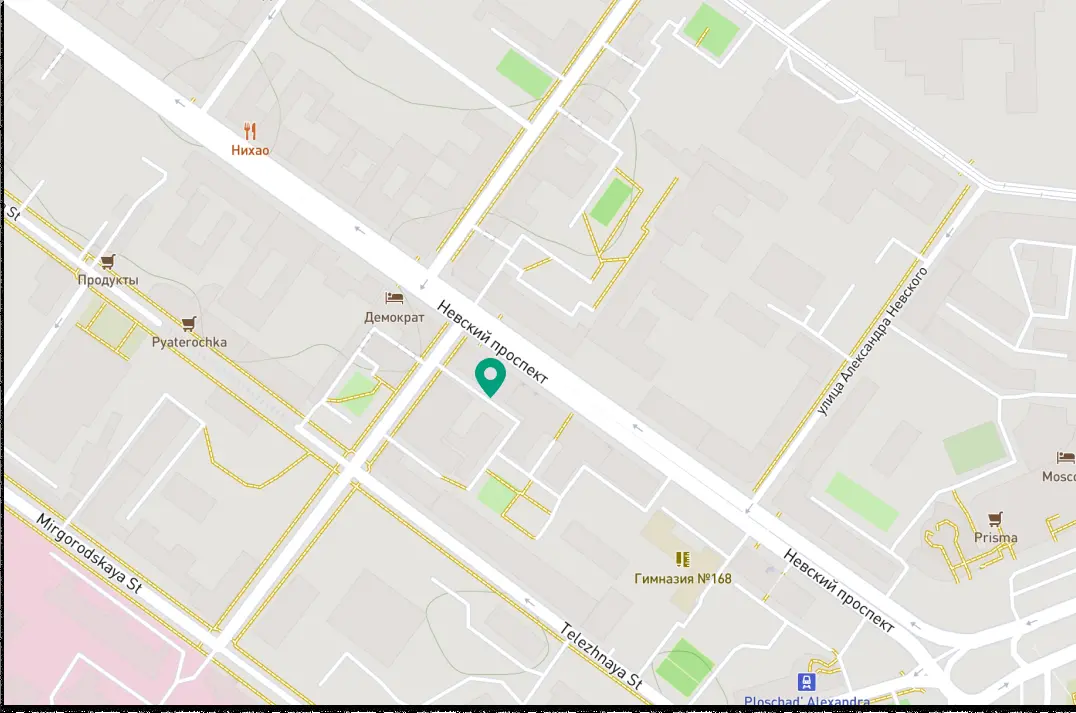 Нихао
St
Продукты
Pyaterochka
Демократ
Невский проспект
улица Александра Невского
Mosco
Prisma
Mirgorodskaya St
Гимназия №168
Невский проспект
Telezhnaya St
Ploschad' Alexandra